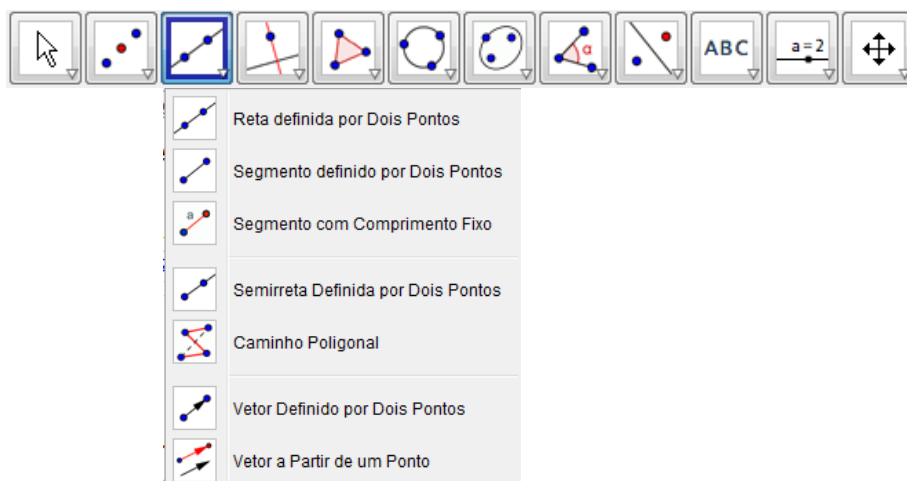 α
ABC
a=2
Reta definida por Dois Pontos
Segmento definido por Dois Pontos
a
Segmento com Comprimento Fixo
Semirreta Definida por Dois Pontos
Caminho Poligonal
Vetor Definido por Dois Pontos
Vetor a Partir de um Ponto